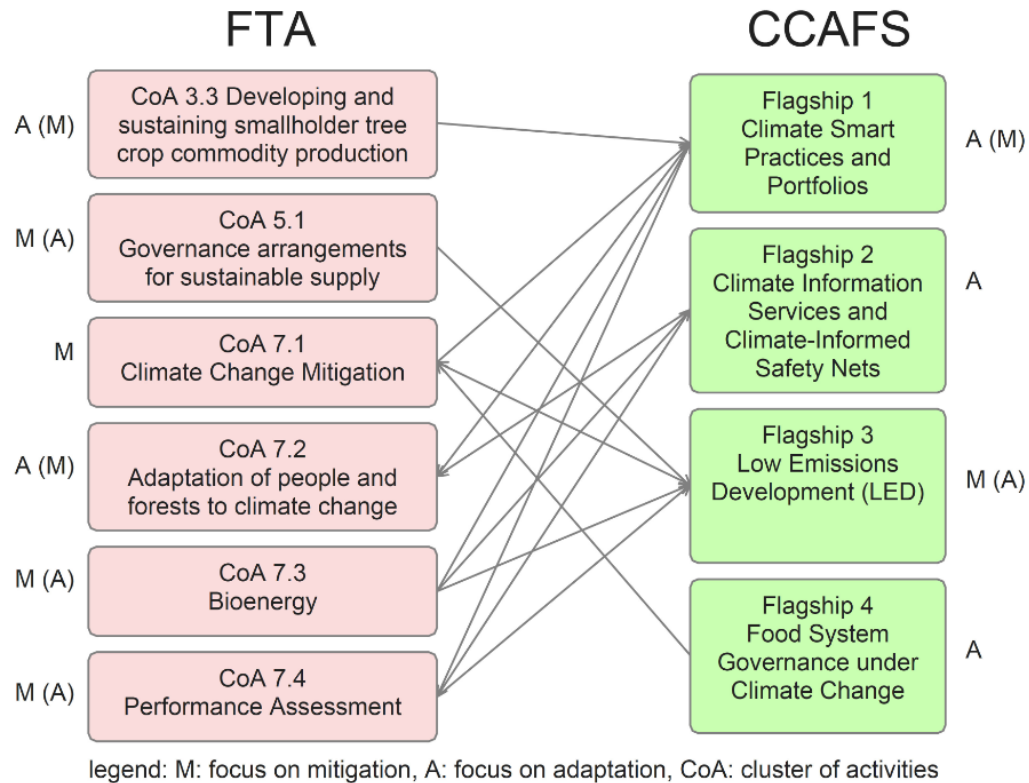 FTA
CCAFS
A (M)
CoA 3.3 Developing and
sustaining smallholder tree
crop commodity production
M (A)
CoA 5.1
Governance arrangements
for sustainable supply
M
CoA 7.1
Climate Change Mitigation
A (M)
CoA 7.2
Adaptation of people and
forests to climate change
M (A)
CoA 7.3
Bioenergy
M (A)
CoA 7.4
Performance Assessment
Flagship 1
Climate Smart
Practices and
Portfolios
A (M)
Flagship 2
Climate Information
Services and
Climate-Informed
Safety Nets
A
Flagship 3
Low Emissions
Development (LED)
M (A)
Flagship 4
Food System
Governance under
Climate Change
A
legend: M: focus on mitigation, A: focus on adaptation, CoA: cluster of activities